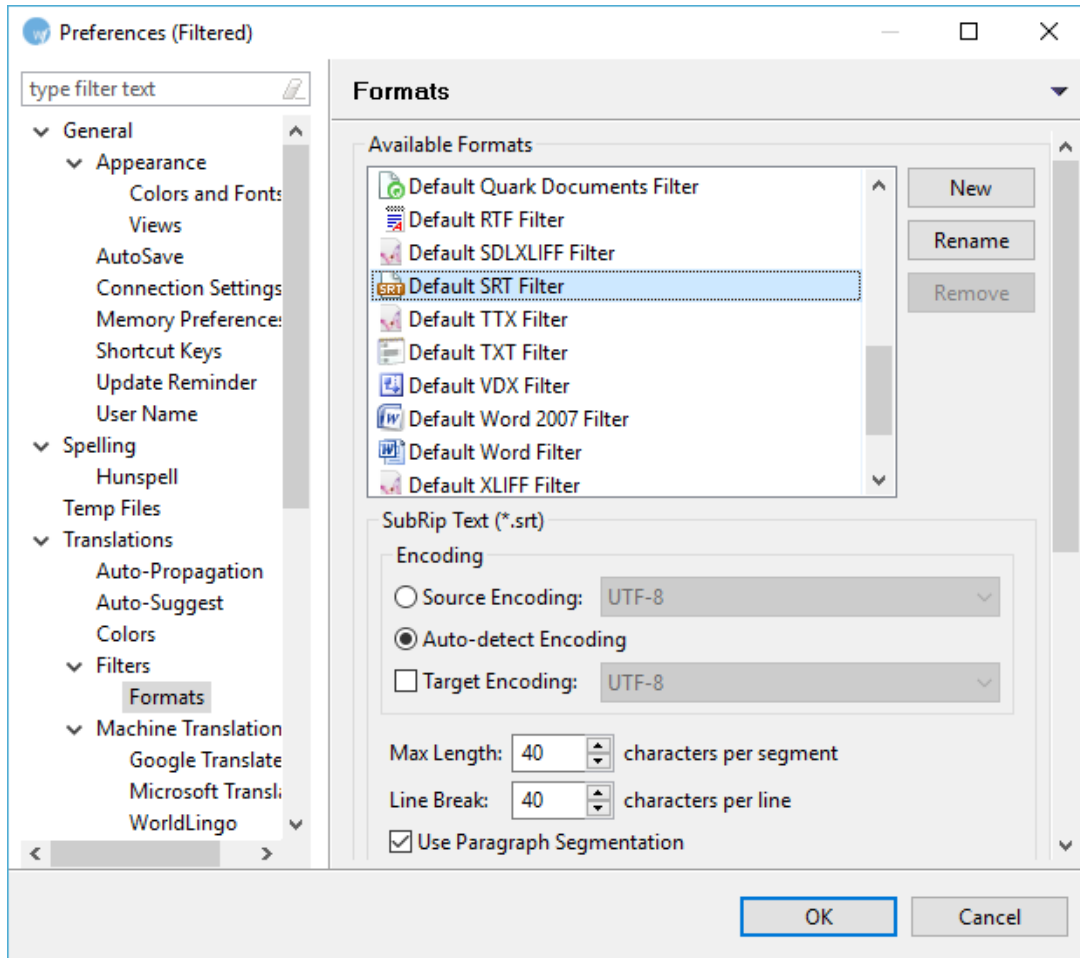 Preferences (Filtered)
type filter text
General
Appearance
Colors and Fonts
Views
AutoSave
Connection Settings
Memory Preferences
Shortcut Keys
Update Reminder
User Name
Spelling
Hunspell
Temp Files
Translations
Auto-Propagation
Auto-Suggest
Colors
Filters
Formats
Machine Translation
Google Translate
Microsoft Transla
WorldLingo
Formats
Available Formats
Default Quark Documents Filter
Default RTF Filter
Default SDLXLIFF Filter
SRT Default SRT Filter
Default TTX Filter
Default TXT Filter
Default VDX Filter
Default Word 2007 Filter
Default Word Filter
Default XLIFF Filter
New
Rename
Remove
SubRip Text (*.srt)
Encoding
Source Encoding: UTF-8
Auto-detect Encoding
Target Encoding: UTF-8
Max Length: 40 characters per segment
Line Break: 40 characters per line
Use Paragraph Segmentation
OK Cancel